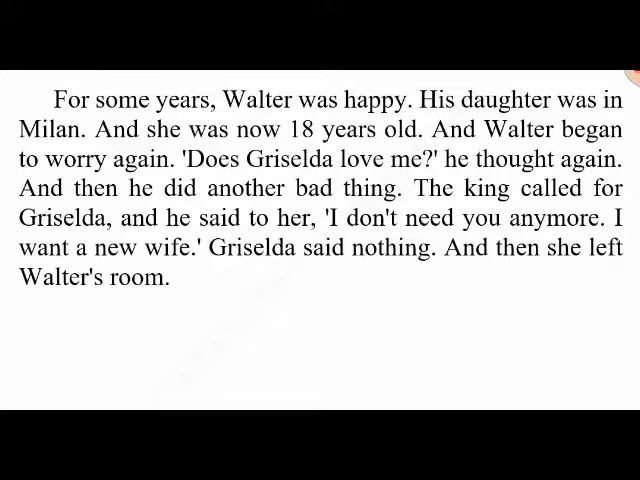 For some years, Walter was happy. His daughter was in
Milan. And she was now 18 years old. And Walter began
to worry again. 'Does Griselda love me?' he thought again.
And then he did another bad thing. The king called for
Griselda, and he said to her, 'I don't need you anymore. I
want a new wife.' Griselda said nothing. And then she left
Walter's room.